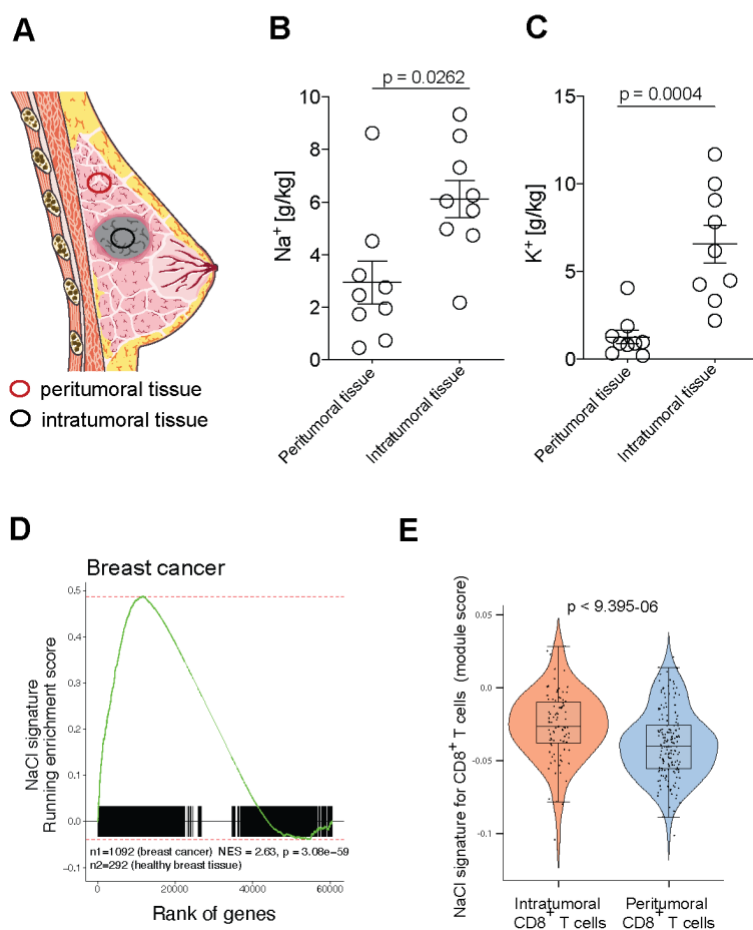 A
peritumoral tissue
intratumoral tissue
B
p = 0.0262
Na+ [g/kg]
10
8
6
4
2
0
Peritumoral tissue
Intratumoral tissue
C
p = 0.0004
K+ [g/kg]
15
10
5
0
Peritumoral tissue
Intratumoral tissue
D
Breast cancer
NaCl signature
Running enrichment score
0.5
0.4
0.3
0.2
0.1
0.0
−0.1
n1=1092 (breast cancer) NES = 2.63, p = 3.08e−59
n2=292 (healthy breast tissue)
0
20000
40000
60000
Rank of genes
E
p < 9.395-06
NaCl signature for CD8+ T cells (module score)
0.05
0.0
-0.05
-0.1
Intratumoral
CD8+ T cells
Peritumoral
CD8+ T cells